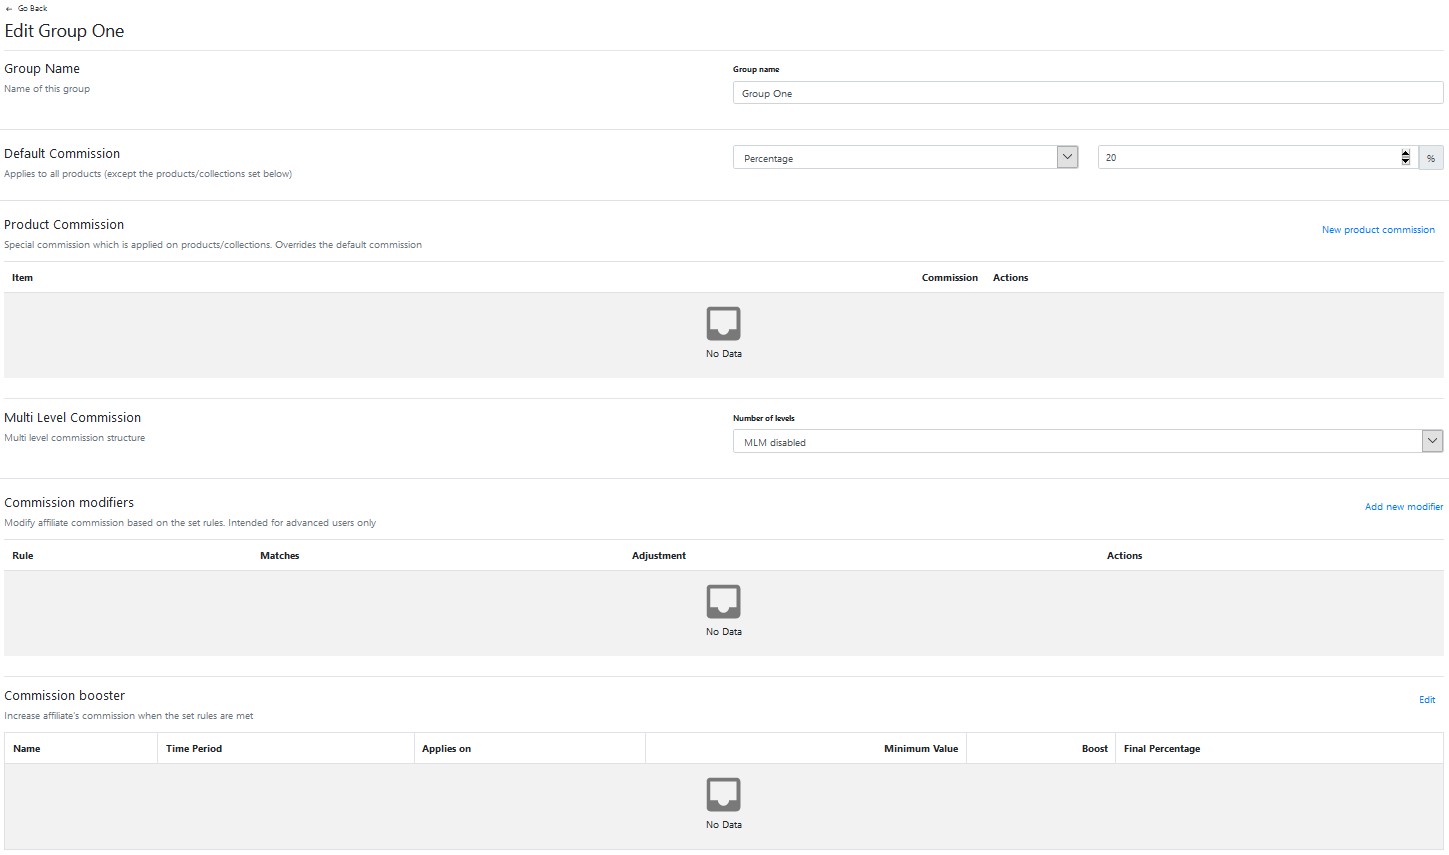 ← Go Back
Edit Group One
Group Name
Name of this group
Group name
Group One
Default Commission
Applies to all products (except the products/collections set below)
Percentage
20
%
Product Commission
Special commission which is applied on products/collections. Overrides the default commission
New product commission
Item Commission Actions
No Data
Multi Level Commission
Multi level commission structure
Number of levels
MLM disabled
Commission modifiers
Modify affiliate commission based on the set rules. Intended for advanced users only
Add new modifier
Rule Matches Adjustment Actions
No Data
Commission booster
Increase affiliate's commission when the set rules are met
Edit
Name Time Period Applies on Minimum Value Boost Final Percentage
No Data